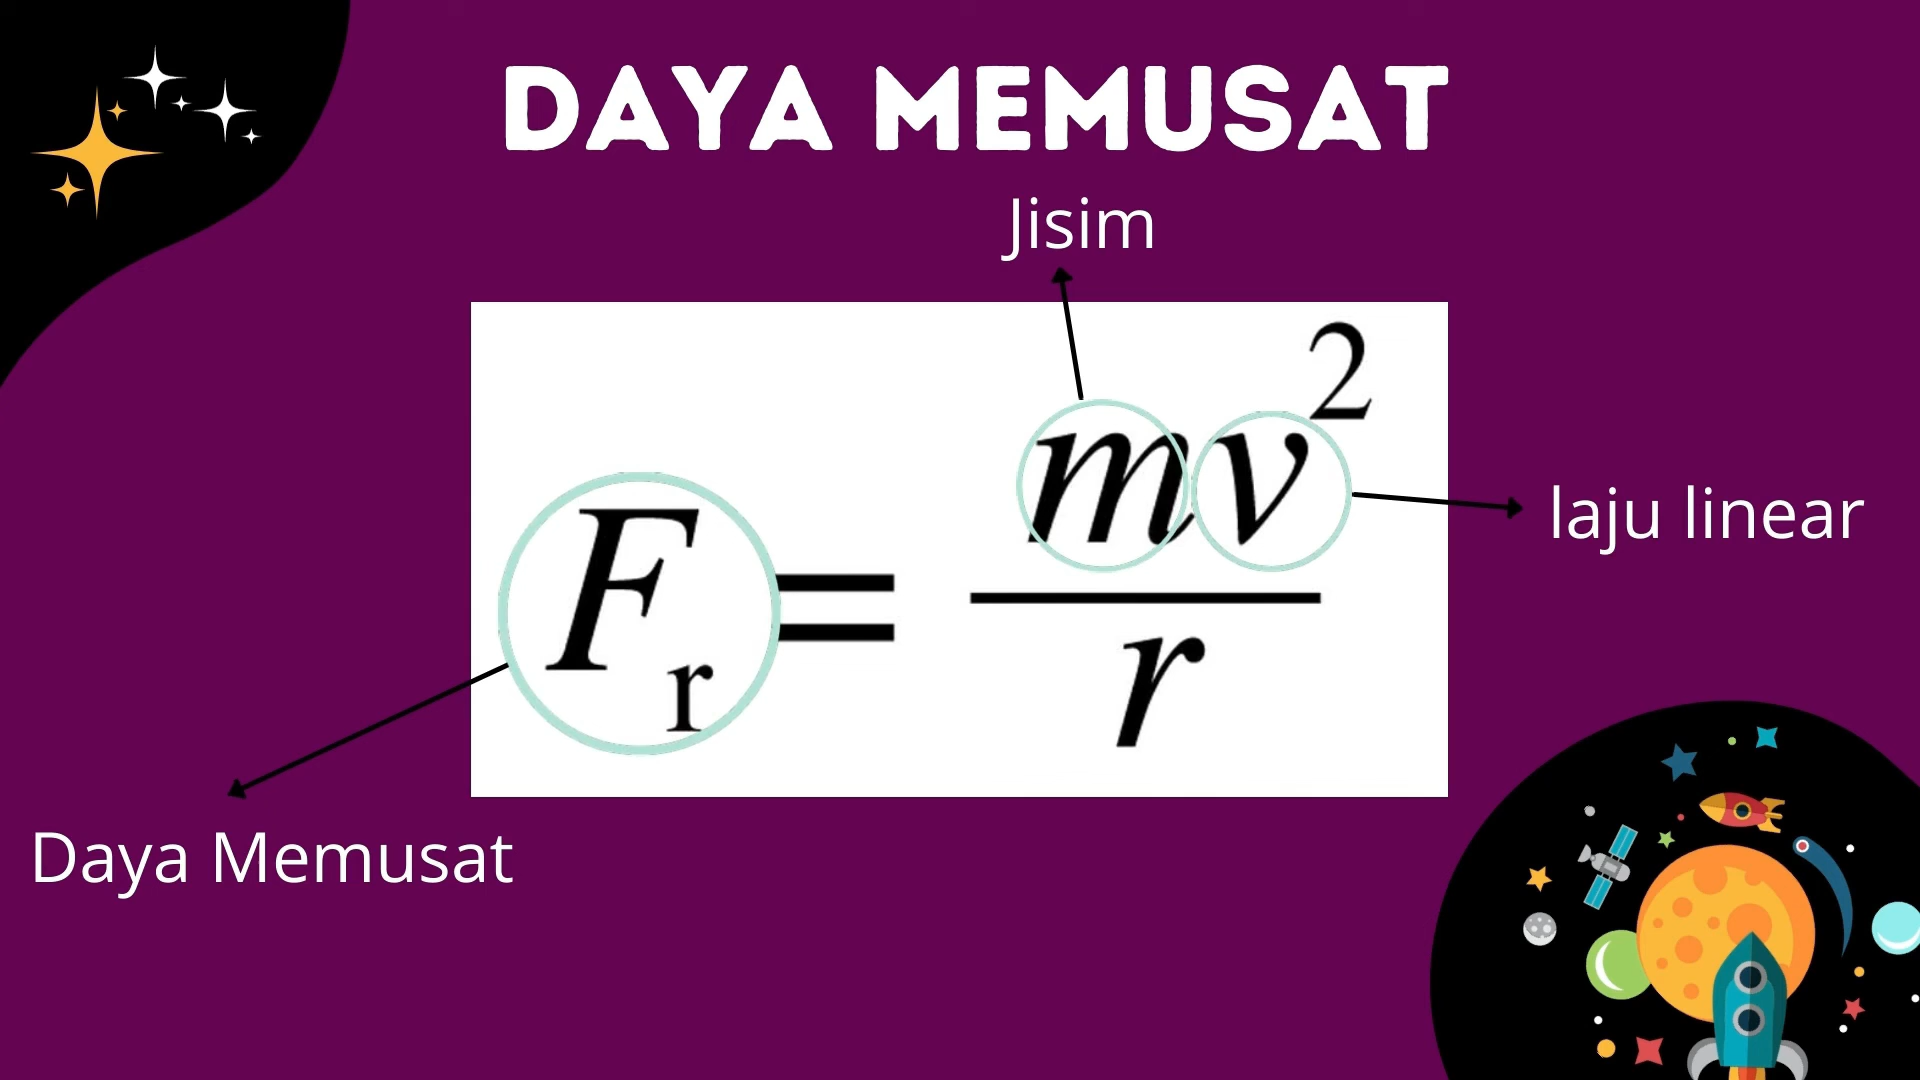 DAYA MEMUSAT
Jisim
F_r = mv^2 / r
laju linear
Daya Memusat